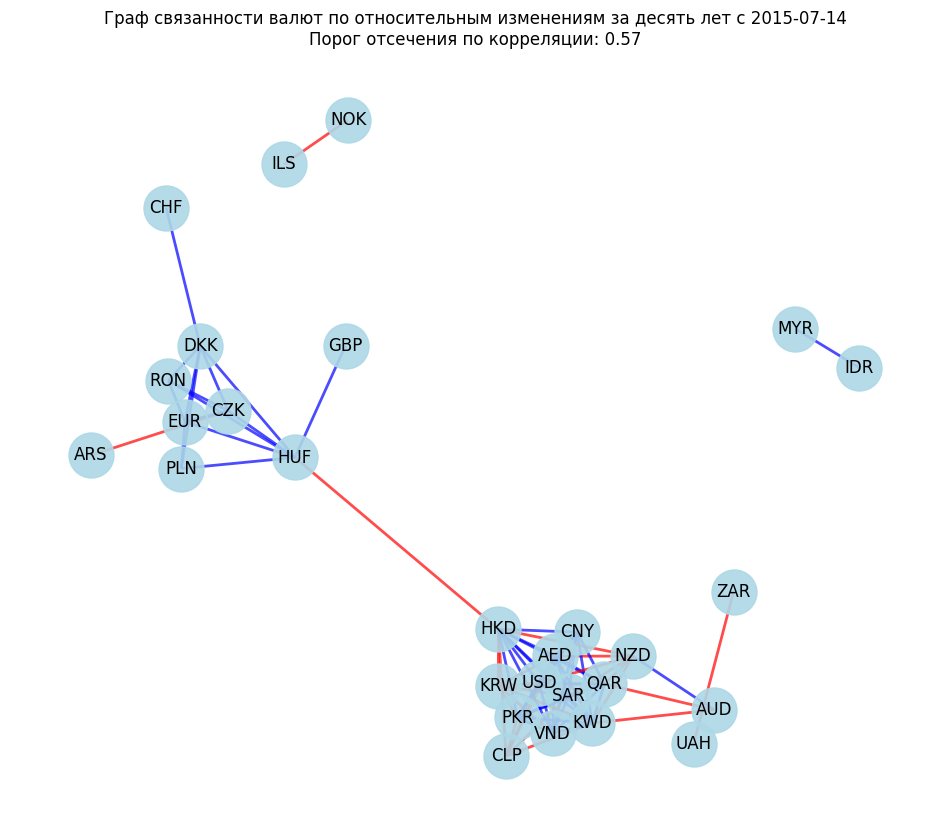 Граф связанности валют по относительным изменениям за десять лет с 2015-07-14
Порог отсечения по корреляции: 0.57
NOK
ILS
CHF
MYR
DKK
GBP
IDR
RON
CZK
EUR
ARS
HUF
PLN
ZAR
HKD
CNY
AED
NZD
USD
QAR
KRW
SAR
AUD
PKR
KWD
VND
UAH
CLP